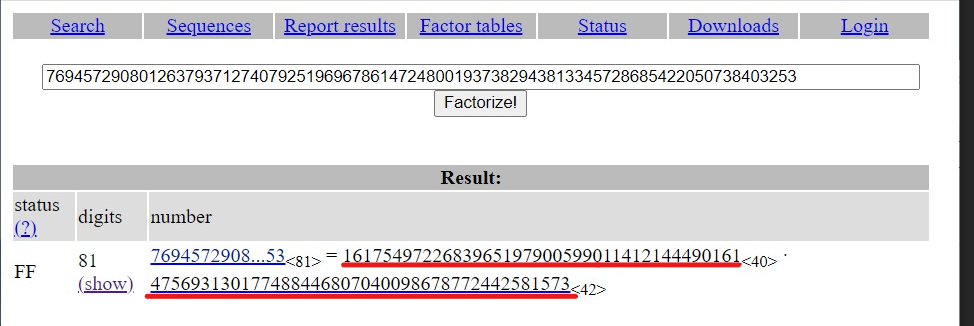 Search Sequences Report results Factor tables Status Downloads Login
769457290801263793712740792519696786147248001937382943813345728685422050738403253
Factorize!
Result:
status (?) digits number
FF 81 (show) 7694572908...53<81> = 1617549722683965197900599011412144490161<40> ·
475693130177488446807040098678772442581573<42>